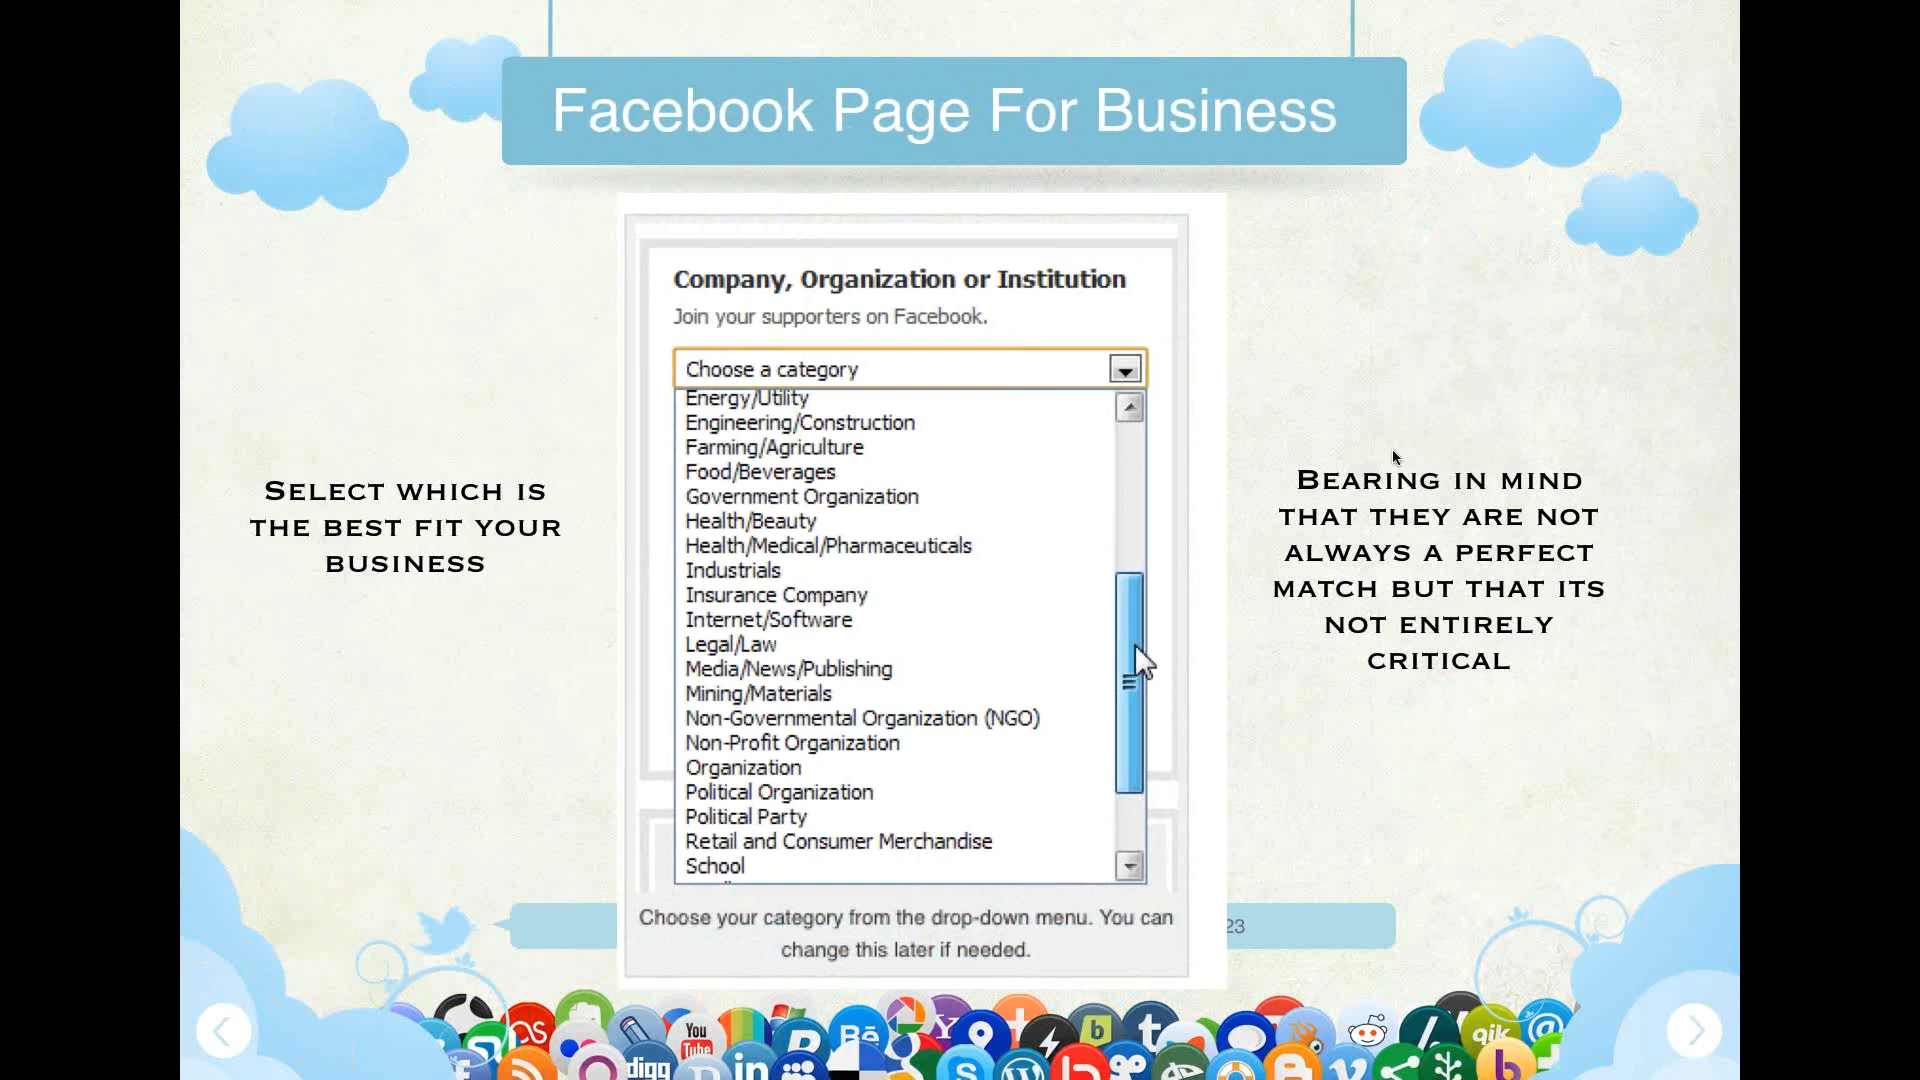 Facebook Page For Business
Company, Organization or Institution
Join your supporters on Facebook.
Choose a category
Energy/Utility
Engineering/Construction
Farming/Agriculture
Food/Beverages
Government Organization
Health/Beauty
Health/Medical/Pharmaceuticals
Industrials
Insurance Company
Internet/Software
Legal/Law
Media/News/Publishing
Mining/Materials
Non-Governmental Organization (NGO)
Non-Profit Organization
Organization
Political Organization
Political Party
Retail and Consumer Merchandise
School
Choose your category from the drop-down menu. You can
change this later if needed.
Select which is
the best fit your
business
Bearing in mind
that they are not
always a perfect
match but that its
not entirely
critical
23
You
Tube
Bē
digg
in
qik